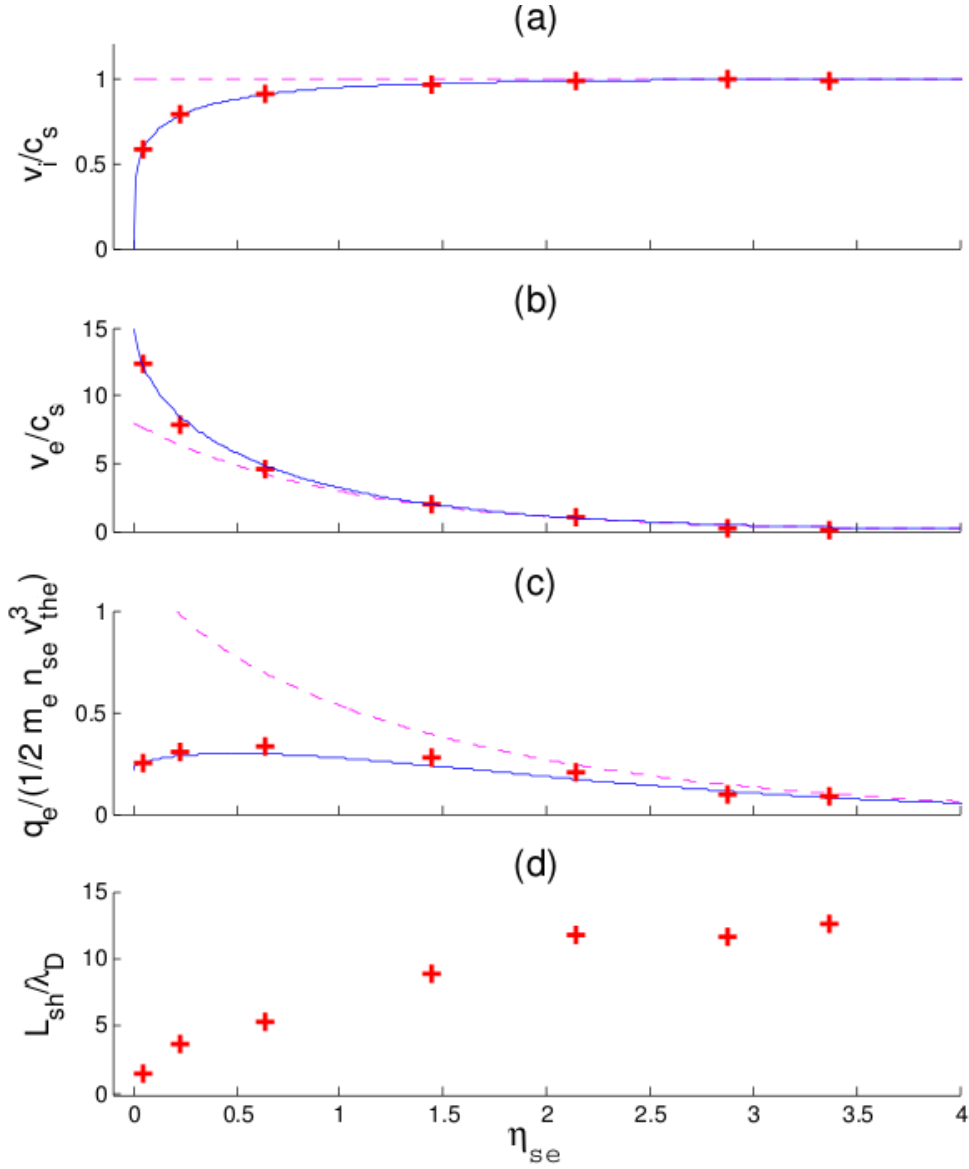 (a)
v_i/c_s
1
0.5
0
(b)
v_e/c_s
15
10
5
0
(c)
q_e/(1/2 m_e n_se v_the^3)
1
0.5
0
(d)
L_sh/λ_D
15
10
5
0
0 0.5 1 1.5 2 2.5 3 3.5 4
η_se